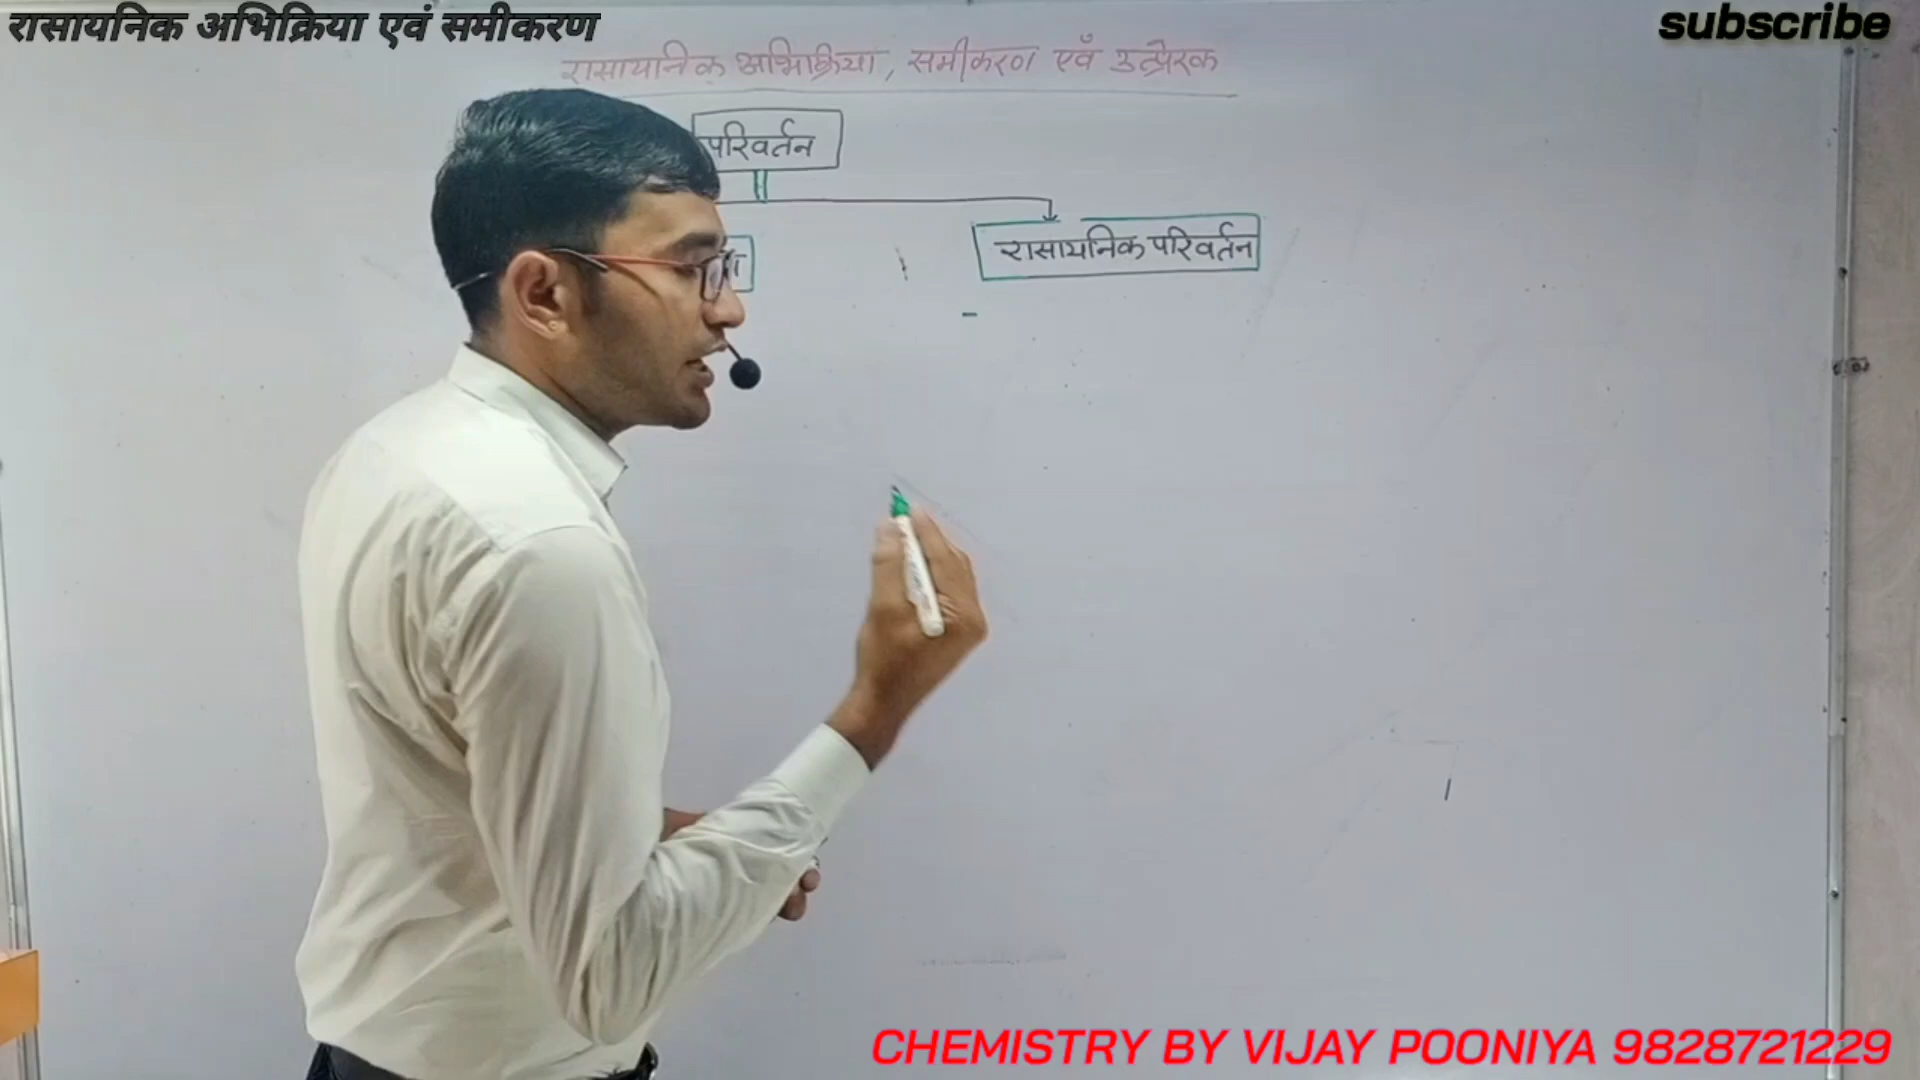 रासायनिक अभिक्रिया एवं समीकरण
subscribe
रासायनिक अभिक्रिया, समीकरण एवं उत्प्रेरक
परिवर्तन
रासायनिक परिवर्तन
CHEMISTRY BY VIJAY POONIYA 9828721229